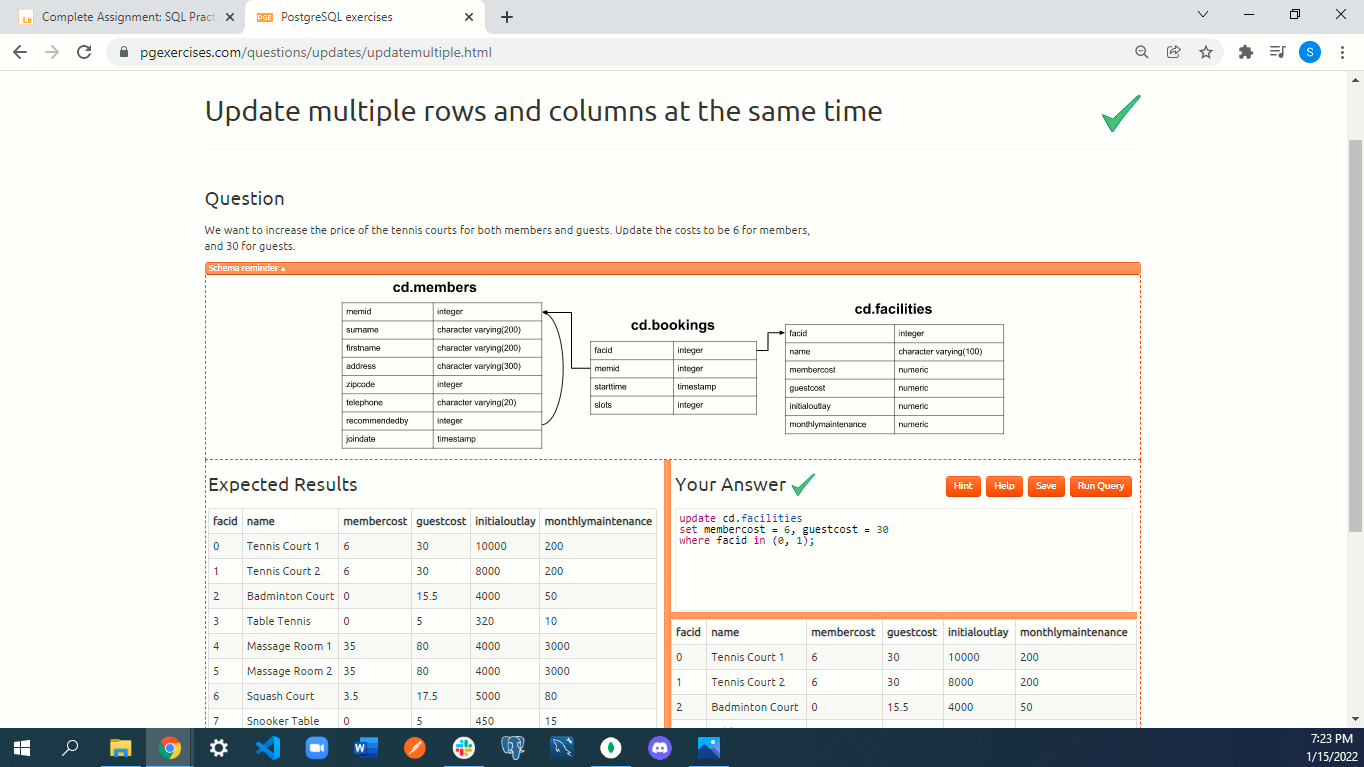 Complete Assignment: SQL Pract
PGE PostgreSQL exercises
pgexercises.com/questions/updates/updatemultiple.html
S
Update multiple rows and columns at the same time
Question
We want to increase the price of the tennis courts for both members and guests. Update the costs to be 6 for members,
and 30 for guests.
Schema reminder ▴
cd.members
memid integer
surname character varying(200)
firstname character varying(200)
address character varying(300)
zipcode integer
telephone character varying(20)
recommendedby integer
joindate timestamp
cd.bookings
facid integer
memid integer
starttime timestamp
slots integer
cd.facilities
facid integer
name character varying(100)
membercost numeric
guestcost numeric
initialoutlay numeric
monthlymaintenance numeric
Expected Results
facid name membercost guestcost initialoutlay monthlymaintenance
0 Tennis Court 1 6 30 10000 200
1 Tennis Court 2 6 30 8000 200
2 Badminton Court 0 15.5 4000 50
3 Table Tennis 0 5 320 10
4 Massage Room 1 35 80 4000 3000
5 Massage Room 2 35 80 4000 3000
6 Squash Court 3.5 17.5 5000 80
7 Snooker Table 0 5 450 15
Your Answer
Hint Help Save Run Query
update cd.facilities
set membercost = 6, guestcost = 30
where facid in (0, 1);
facid name membercost guestcost initialoutlay monthlymaintenance
0 Tennis Court 1 6 30 10000 200
1 Tennis Court 2 6 30 8000 200
2 Badminton Court 0 15.5 4000 50
7:23 PM
1/15/2022